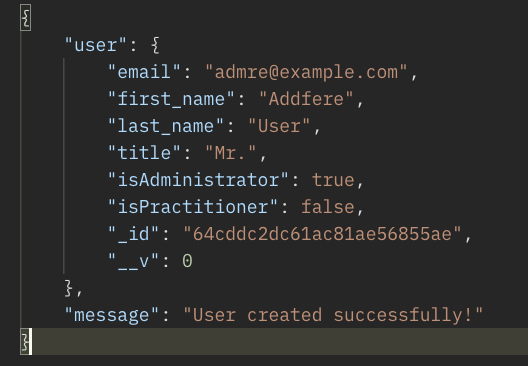 {
    "user": {
        "email": "admre@example.com",
        "first_name": "Addfere",
        "last_name": "User",
        "title": "Mr.",
        "isAdministrator": true,
        "isPractitioner": false,
        "_id": "64cddc2dc61ac81ae56855ae",
        "__v": 0
    },
    "message": "User created successfully!"
}